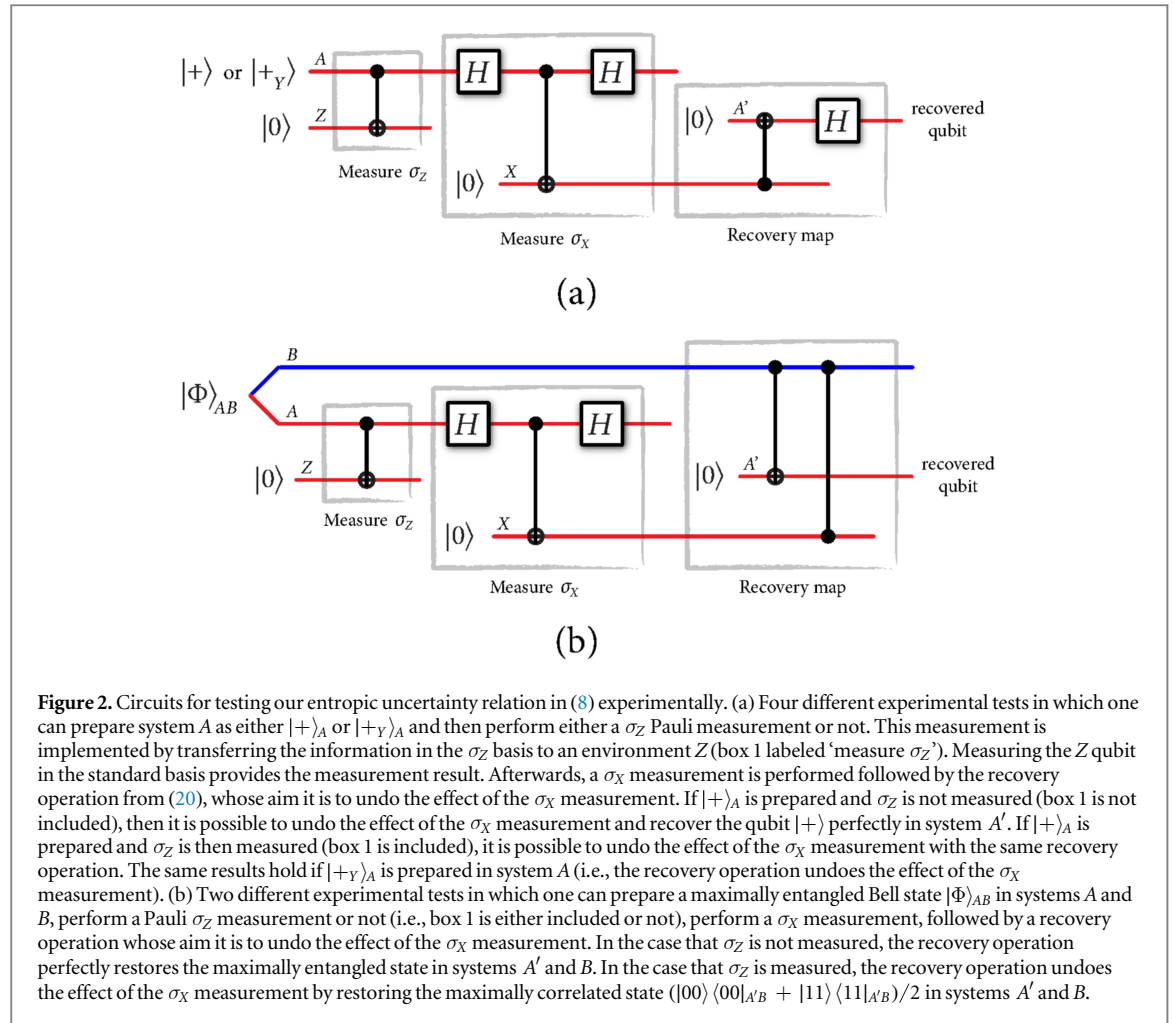 |+⟩ or |+_Y⟩ A H H
|0⟩ Z |0⟩ A' H recovered qubit
Measure σ_Z |0⟩ X
Measure σ_X Recovery map
(a)
B
|Φ⟩_AB
A H H
|0⟩ Z |0⟩ A' recovered qubit
Measure σ_Z |0⟩ X
Measure σ_X Recovery map
(b)
Figure 2. Circuits for testing our entropic uncertainty relation in (8) experimentally. (a) Four different experimental tests in which one
can prepare system A as either |+⟩_A or |+_Y⟩_A and then perform either a σ_Z Pauli measurement or not. This measurement is
implemented by transferring the information in the σ_Z basis to an environment Z (box 1 labeled ‘measure σ_Z’). Measuring the Z qubit
in the standard basis provides the measurement result. Afterwards, a σ_X measurement is performed followed by the recovery
operation from (20), whose aim it is to undo the effect of the σ_X measurement. If |+⟩_A is prepared and σ_Z is not measured (box 1 is not
included), then it is possible to undo the effect of the σ_X measurement and recover the qubit |+⟩ perfectly in system A′. If |+⟩_A is
prepared and σ_Z is then measured (box 1 is included), it is possible to undo the effect of the σ_X measurement with the same recovery
operation. The same results hold if |+_Y⟩_A is prepared in system A (i.e., the recovery operation undoes the effect of the σ_X
measurement). (b) Two different experimental tests in which one can prepare a maximally entangled Bell state |Φ⟩_AB in systems A and
B, perform a Pauli σ_Z measurement or not (i.e., box 1 is either included or not), perform a σ_X measurement, followed by a recovery
operation whose aim it is to undo the effect of the σ_X measurement. In the case that σ_Z is not measured, the recovery operation
perfectly restores the maximally entangled state in systems A′ and B. In the case that σ_Z is measured, the recovery operation undoes
the effect of the σ_X measurement by restoring the maximally correlated state (|00⟩⟨00|_A′B + |11⟩⟨11|_A′B)/2 in systems A′ and B.